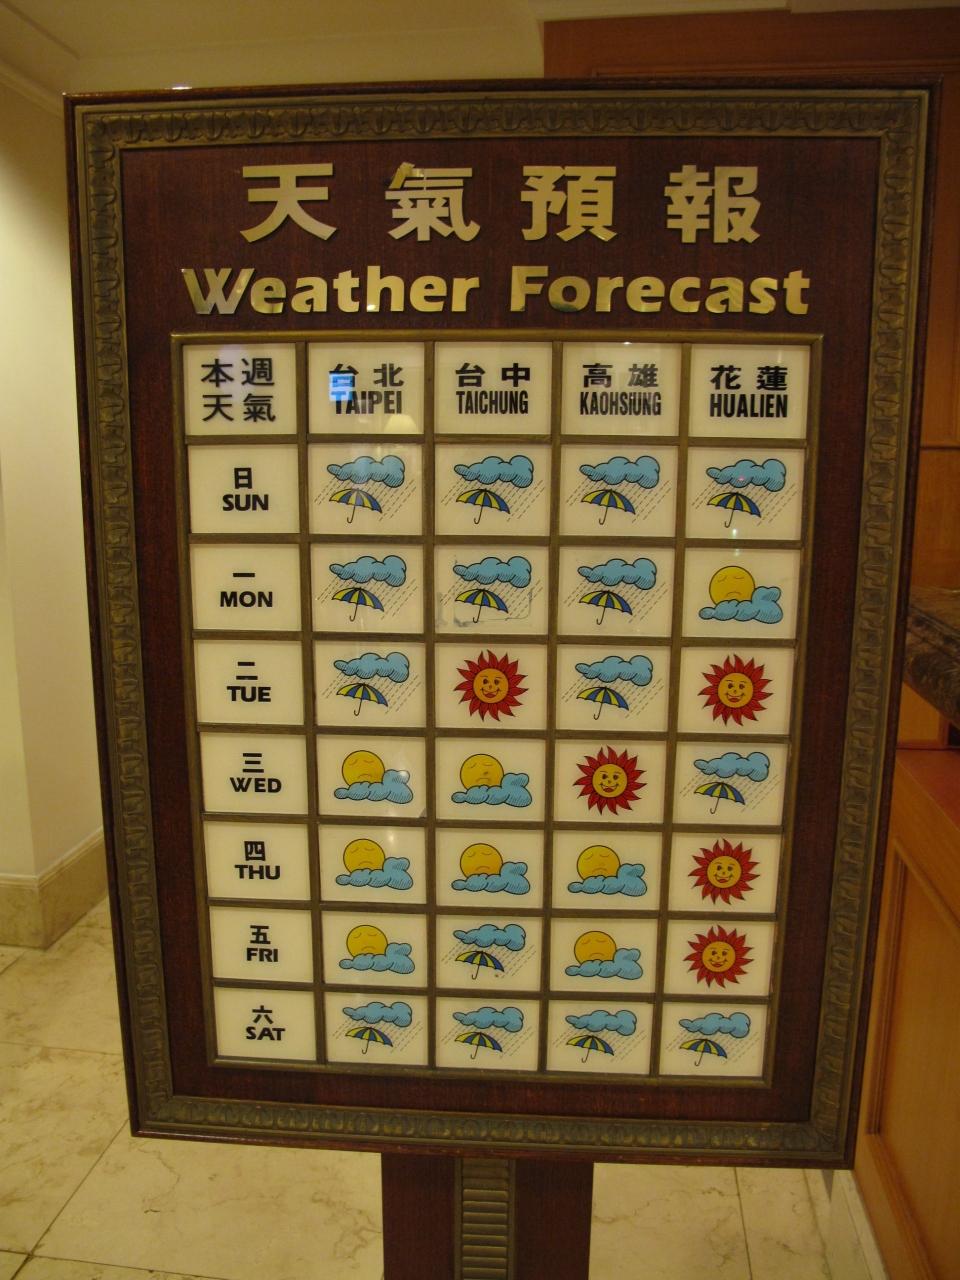 天氣預報
Weather Forecast
本週天氣
台北 TAIPEI
台中 TAICHUNG
高雄 KAOHSIUNG
花蓮 HUALIEN
日 SUN
一 MON
二 TUE
三 WED
四 THU
五 FRI
六 SAT